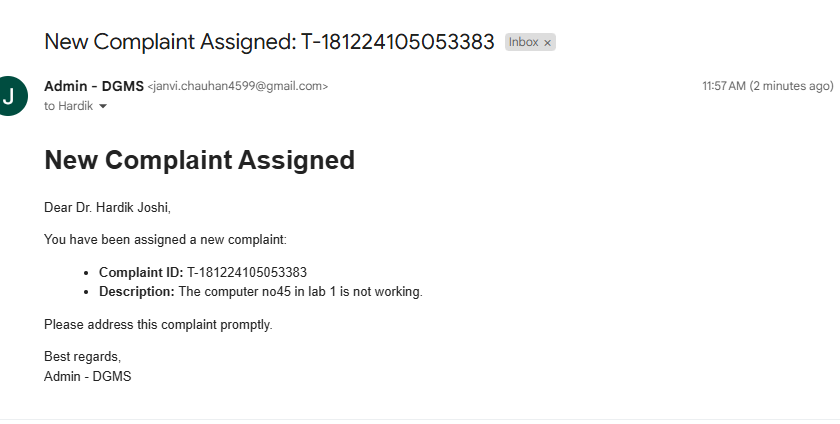 New Complaint Assigned: T-181224105053383 Inbox ×
J
Admin - DGMS <janvi.chauhan4599@gmail.com> 11:57 AM (2 minutes ago)
to Hardik
New Complaint Assigned
Dear Dr. Hardik Joshi,
You have been assigned a new complaint:
• Complaint ID: T-181224105053383
• Description: The computer no45 in lab 1 is not working.
Please address this complaint promptly.
Best regards,
Admin - DGMS